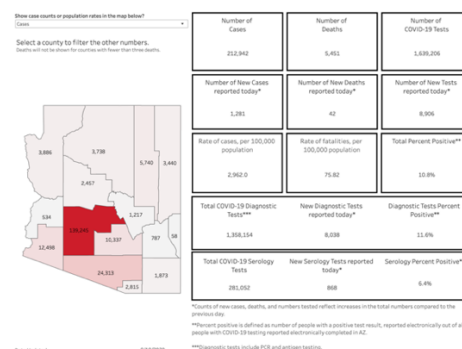 Show case counts or population rates in the map below?
Cases
Select a county to filter the other numbers.
Deaths will not be shown for counties with fewer than three deaths.
Number of
Cases
212,942
Number of
Deaths
5,451
Number of
COVID-19 Tests
1,639,206
Number of New Cases
reported today*
1,281
Number of New Deaths
reported today*
42
Number of New Tests
reported today*
8,906
Rate of cases, per 100,000
population
2,962.0
Rate of fatalities, per
100,000 population
75.82
Total Percent Positive**
10.8%
Total COVID-19 Diagnostic
Tests***
1,358,154
New Diagnostic Tests
reported today*
8,038
Diagnostic Tests Percent
Positive**
11.6%
Total COVID-19 Serology
Tests
281,052
New Serology Tests reported
today*
868
Serology Percent Positive*
6.4%
3,886
3,738
5,740
3,440
2,457
534
1,217
10,337
787
58
12,498
24,313
1,873
2,815
*Counts of new cases, deaths, and numbers tested reflect increases in the total numbers compared to the
previous day.
**Percent positive is defined as number of people with a positive test result, reported electronically out of al
people with COVID-19 testing reported electronically completed in AZ.
***Diagnostic tests include PCR and antigen testing.